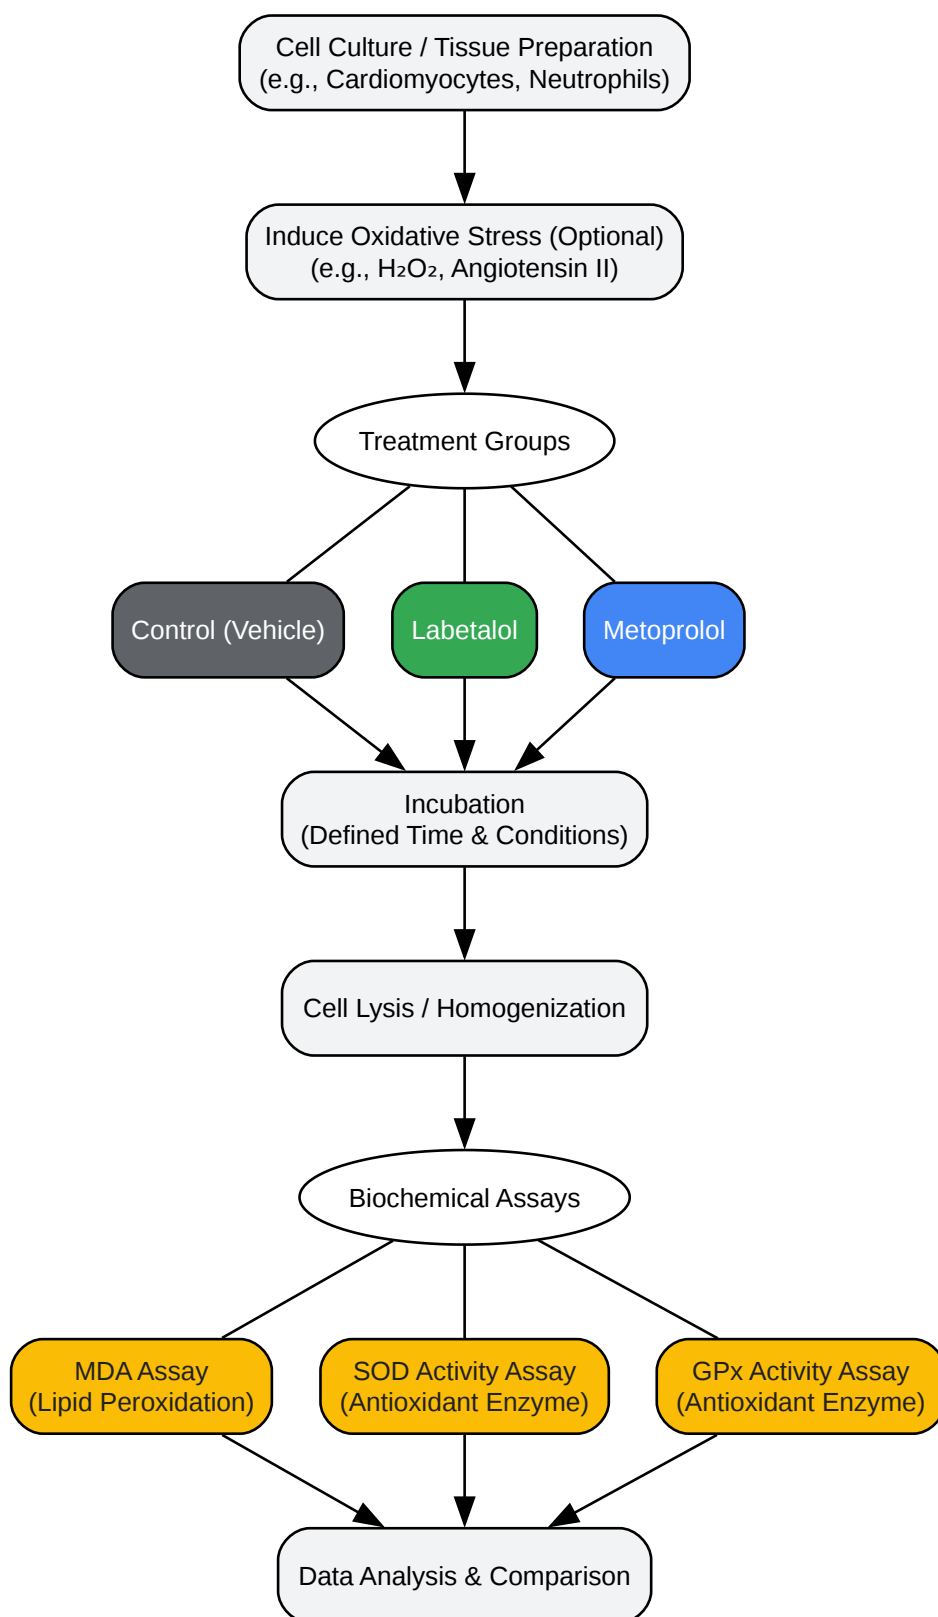 Cell Culture / Tissue Preparation
(e.g., Cardiomyocytes, Neutrophils)
Induce Oxidative Stress (Optional)
(e.g., H₂O₂, Angiotensin II)
Treatment Groups
Control (Vehicle)
Labetalol
Metoprolol
Incubation
(Defined Time & Conditions)
Cell Lysis / Homogenization
Biochemical Assays
MDA Assay
(Lipid Peroxidation)
SOD Activity Assay
(Antioxidant Enzyme)
GPx Activity Assay
(Antioxidant Enzyme)
Data Analysis & Comparison